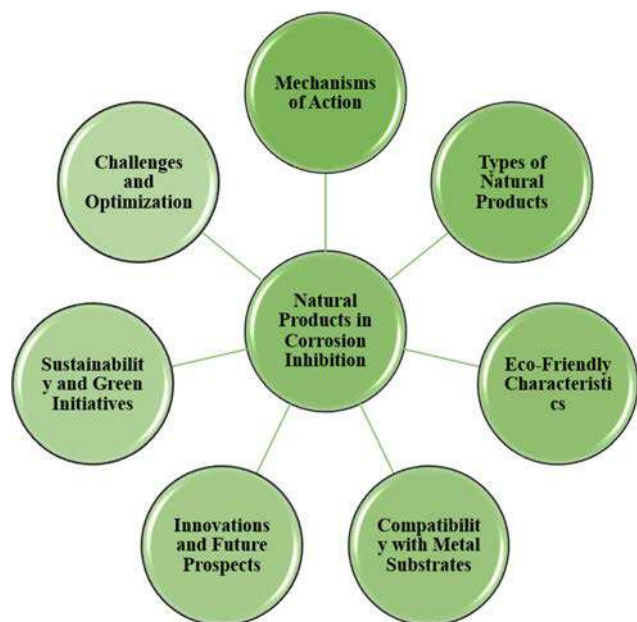 Mechanisms
of Action
Types of
Natural
Products
Eco-Friendly
Characteristi
cs
Compatibilit
y with Metal
Substrates
Innovations
and Future
Prospects
Sustainabilit
y and Green
Initiatives
Challenges
and
Optimization
Natural
Products in
Corrosion
Inhibition